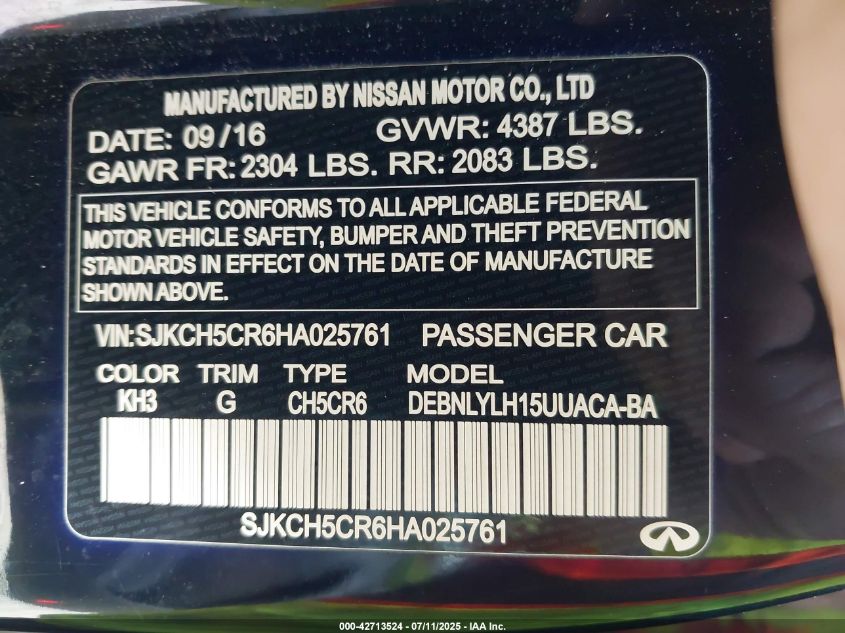 MANUFACTURED BY NISSAN MOTOR CO., LTD
DATE: 09/16 GVWR: 4387 LBS.
GAWR FR: 2304 LBS. RR: 2083 LBS.
THIS VEHICLE CONFORMS TO ALL APPLICABLE FEDERAL
MOTOR VEHICLE SAFETY, BUMPER AND THEFT PREVENTION
STANDARDS IN EFFECT ON THE DATE OF MANUFACTURE
SHOWN ABOVE.
VIN:SJKCH5CR6HA025761 PASSENGER CAR
COLOR TRIM TYPE MODEL
KH3 G CH5CR6 DEBNLYLH15UUACA-BA
SJKCH5CR6HA025761
000-42713524 - 07/11/2025 - IAA Inc.